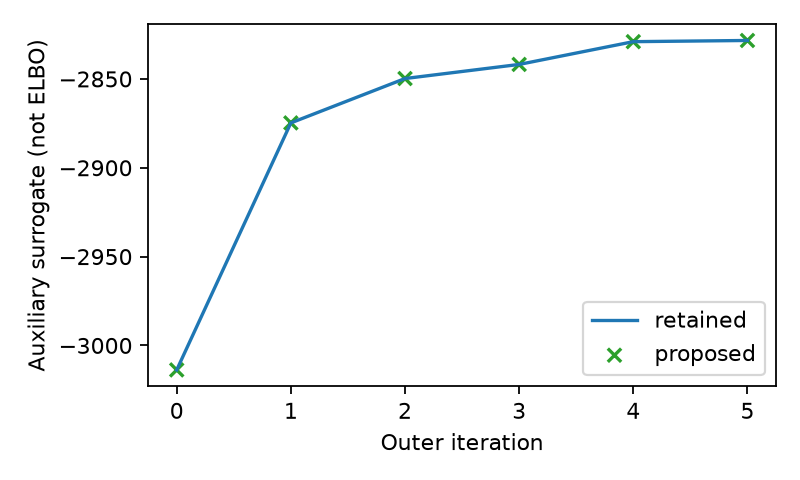 Auxiliary surrogate (not ELBO)
−2850
−2900
−2950
−3000
retained
proposed
0 1 2 3 4 5
Outer iteration